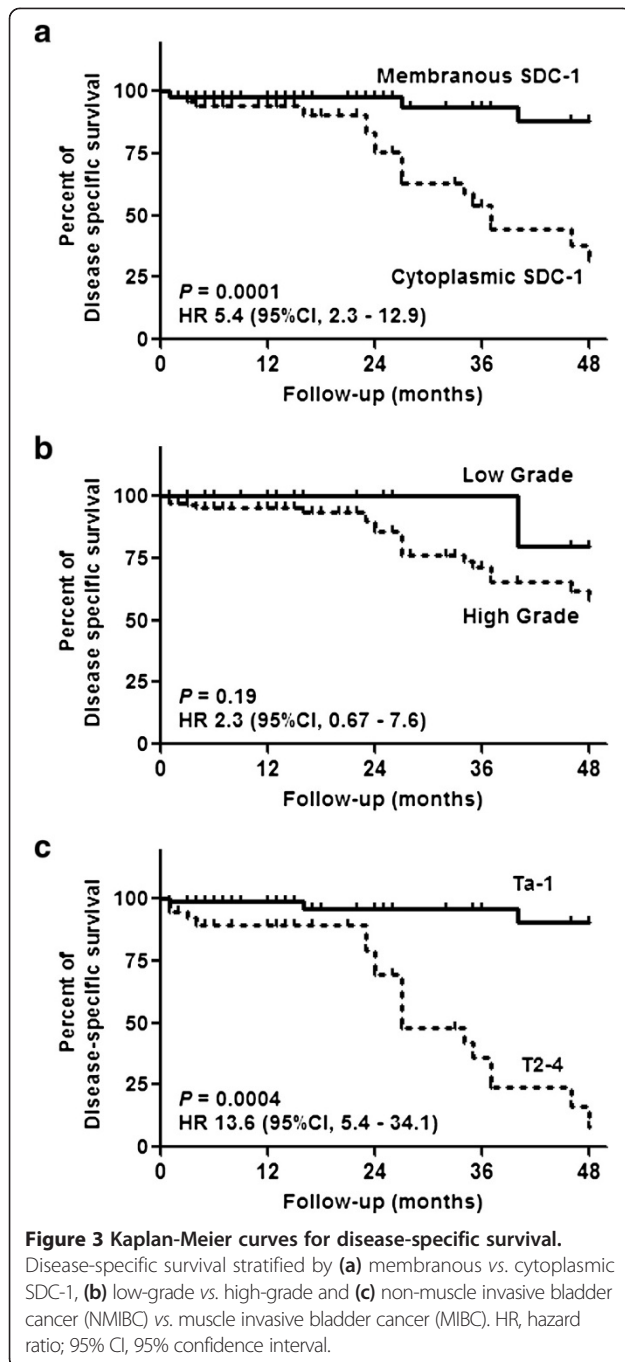 a
Membranous SDC-1
Percent of
Disease specific survival
100
75
50
25
0
Cytoplasmic SDC-1
P = 0.0001
HR 5.4 (95%CI, 2.3 - 12.9)
0 12 24 36 48
Follow-up (months)
b
Low Grade
Percent of
Disease specific survival
100
75
50
25
0
High Grade
P = 0.19
HR 2.3 (95%CI, 0.67 - 7.6)
0 12 24 36 48
Follow-up (months)
c
Ta-1
Percent of
Disease-specific survival
100
75
50
25
0
T2-4
P = 0.0004
HR 13.6 (95%CI, 5.4 - 34.1)
0 12 24 36 48
Follow-up (months)
Figure 3 Kaplan-Meier curves for disease-specific survival.
Disease-specific survival stratified by (a) membranous vs. cytoplasmic
SDC-1, (b) low-grade vs. high-grade and (c) non-muscle invasive bladder
cancer (NMIBC) vs. muscle invasive bladder cancer (MIBC). HR, hazard
ratio; 95% CI, 95% confidence interval.